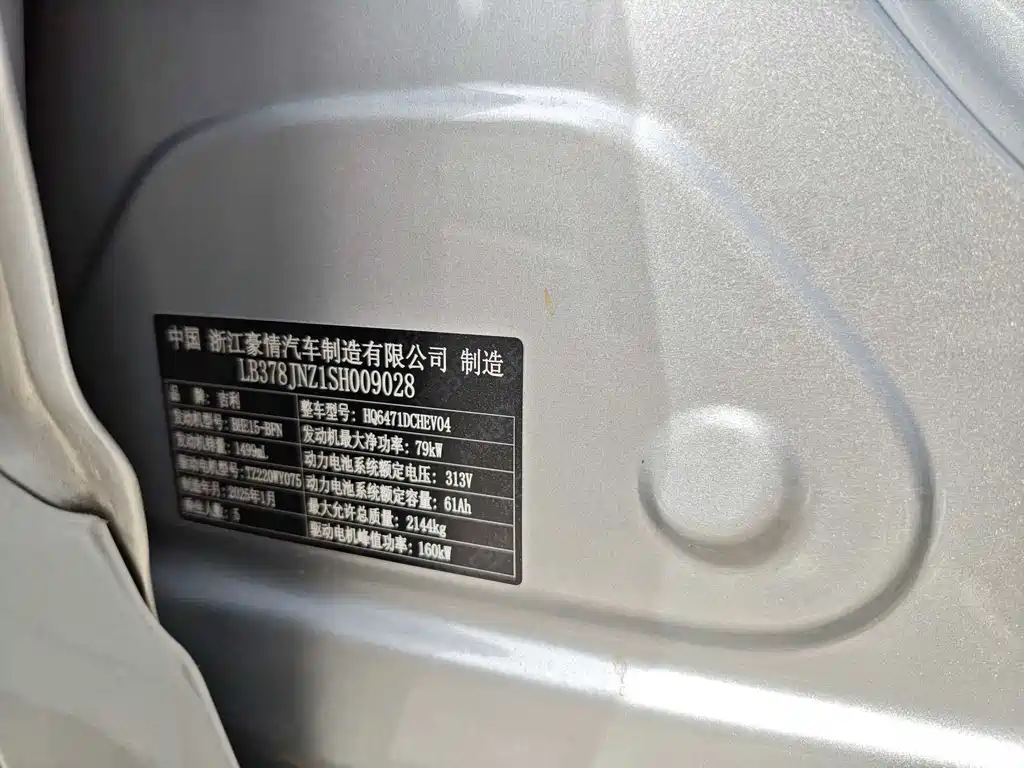 中国 浙江豪情汽车制造有限公司 制造
LB378JNZ1SH009028
品 牌: 吉利 整车型号: HQ6471DCHEV04
发动机型号: BHE15-BFN 发动机最大净功率: 79kW
发动机排量: 1499mL 动力电池系统额定电压: 313V
驱动电机型号: TZ220WY075 动力电池系统额定容量: 61Ah
制造年月: 2025年1月 最大允许总质量: 2144kg
乘坐人数: 5 驱动电机峰值功率: 160kW